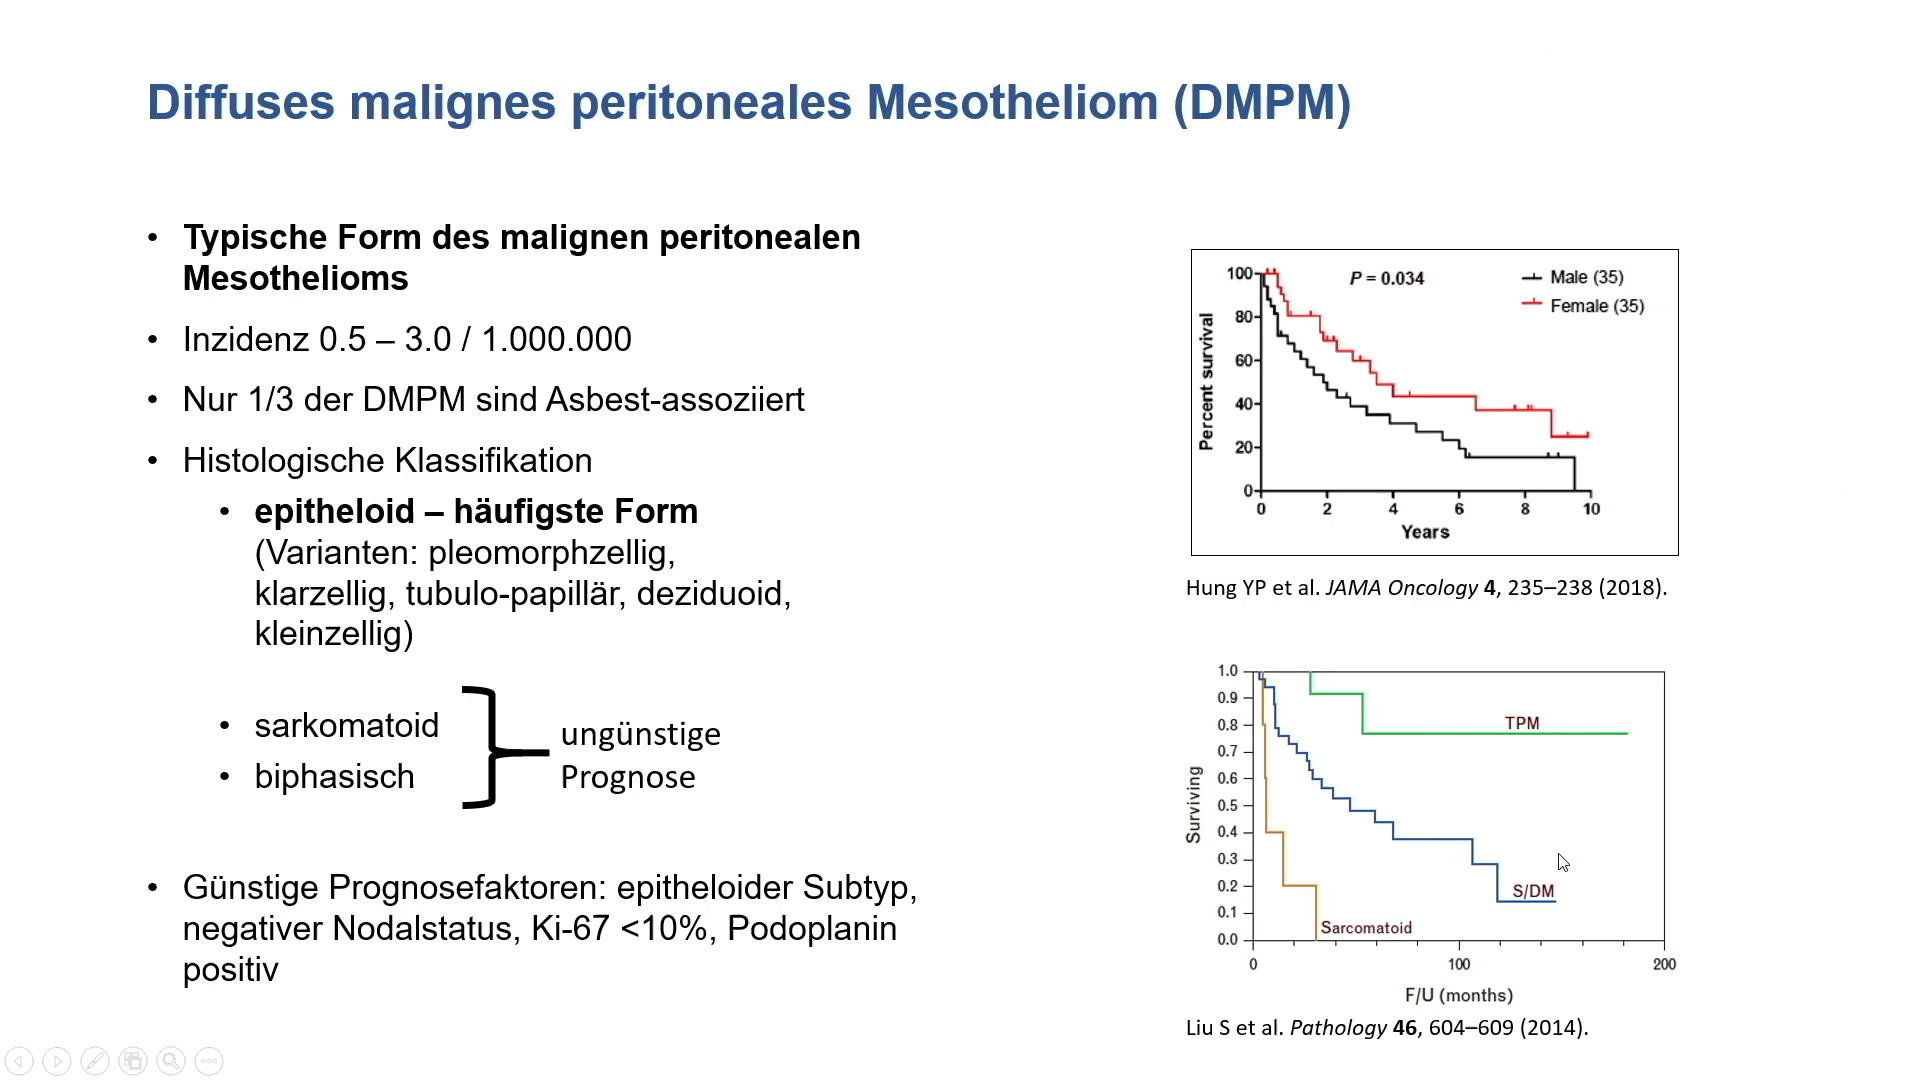 Diffuses malignes peritoneales Mesotheliom (DMPM)
• Typische Form des malignen peritonealen
Mesothelioms
• Inzidenz 0.5 – 3.0 / 1.000.000
• Nur 1/3 der DMPM sind Asbest-assoziiert
• Histologische Klassifikation
• epitheloid – häufigste Form
(Varianten: pleomorphzellig,
klarzellig, tubulo-papillär, deziduoid,
kleinzellig)
• sarkomatoid
• biphasisch
ungünstige
Prognose
• Günstige Prognosefaktoren: epitheloider Subtyp,
negativer Nodalstatus, Ki-67 <10%, Podoplanin
positiv
P = 0.034
Male (35)
Female (35)
Percent survival
100
80
60
40
20
0
0 2 4 6 8 10
Years
Hung YP et al. JAMA Oncology 4, 235–238 (2018).
Surviving
1.0
0.9
0.8
0.7
0.6
0.5
0.4
0.3
0.2
0.1
0.0
TPM
S/DM
Sarcomatoid
0 100 200
F/U (months)
Liu S et al. Pathology 46, 604–609 (2014).